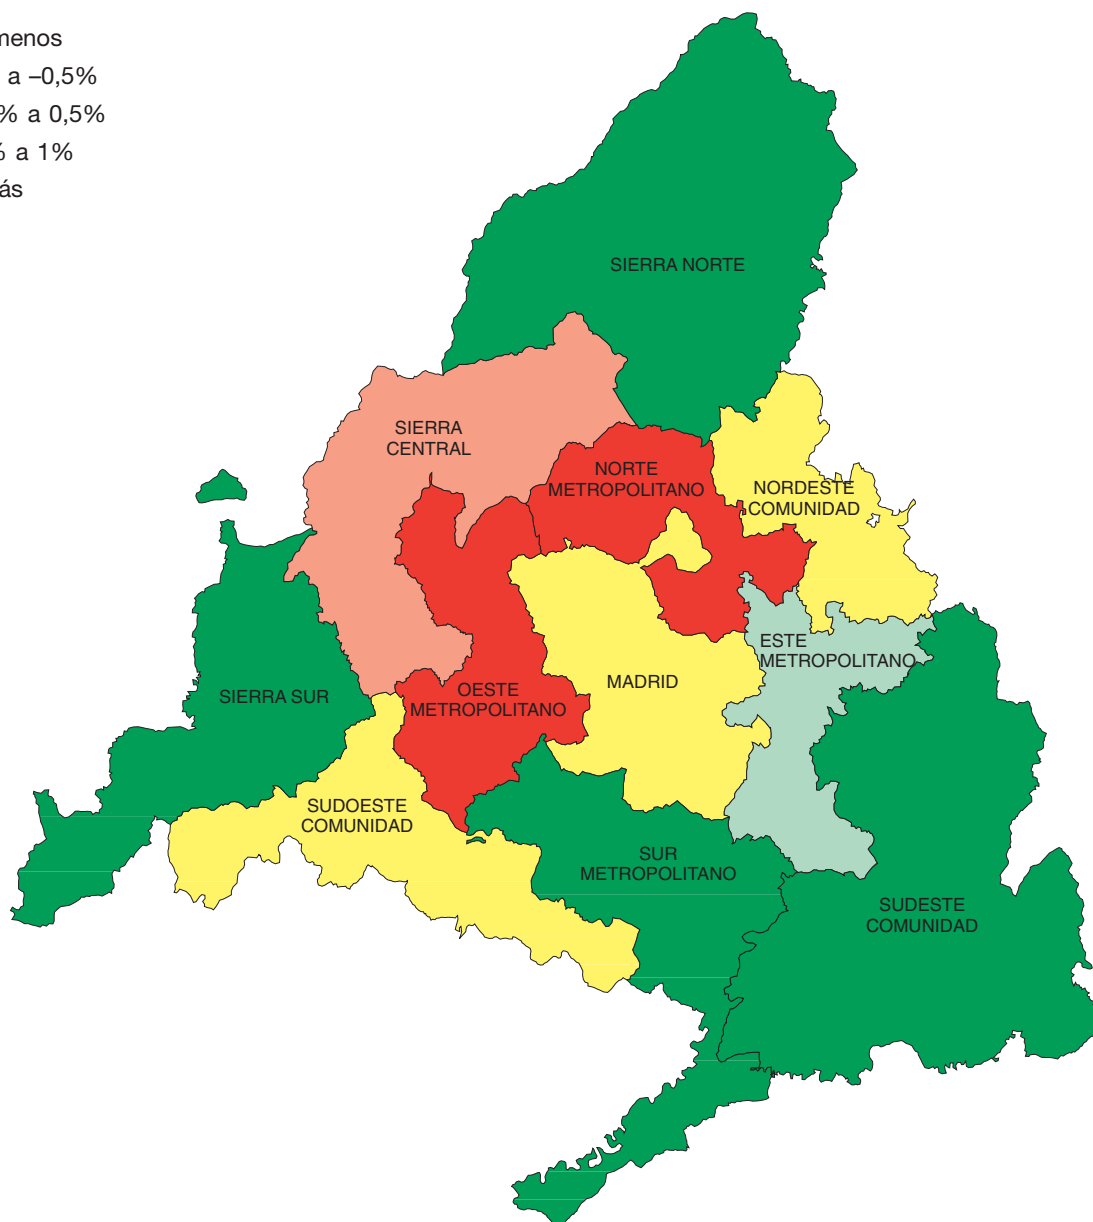 menos
a –0,5%
% a 0,5%
% a 1%
ás
SIERRA NORTE
SIERRA
CENTRAL
NORTE
METROPOLITANO
NORDESTE
COMUNIDAD
ESTE
METROPOLITANO
MADRID
SIERRA SUR
OESTE
METROPOLITANO
SUDOESTE
COMUNIDAD
SUR
METROPOLITANO
SUDESTE
COMUNIDAD